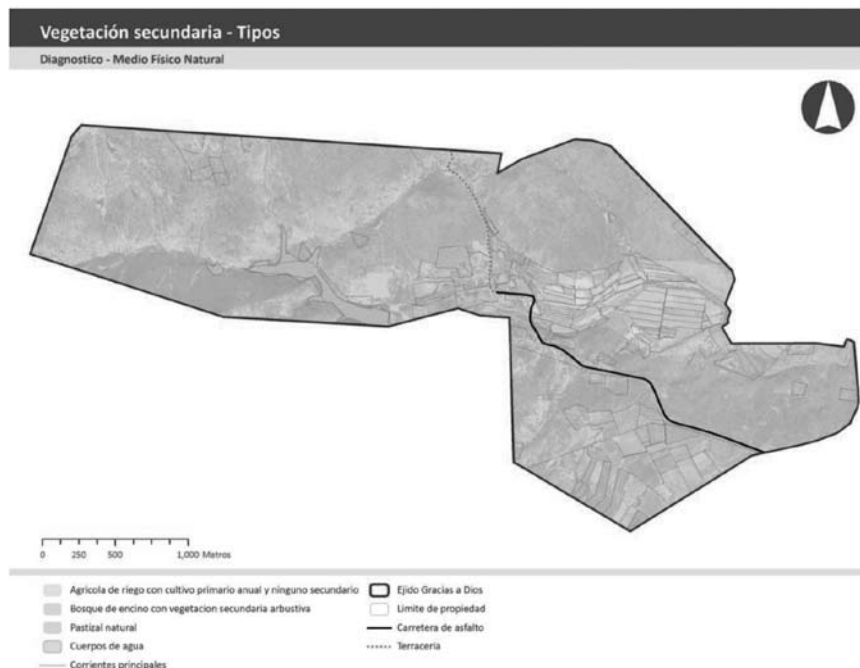 Vegetación secundaria - Tipos
Diagnostico - Medio Físico Natural
0 250 500 1,000 Metros
Agricola de riego con cultivo primario anual y ninguno secundario
Bosque de encino con vegetacion secundaria arbustiva
Pastizal natural
Cuerpos de agua
Corrientes principales
Ejido Gracias a Dios
Limite de propiedad
Carretera de asfalto
Terraceria